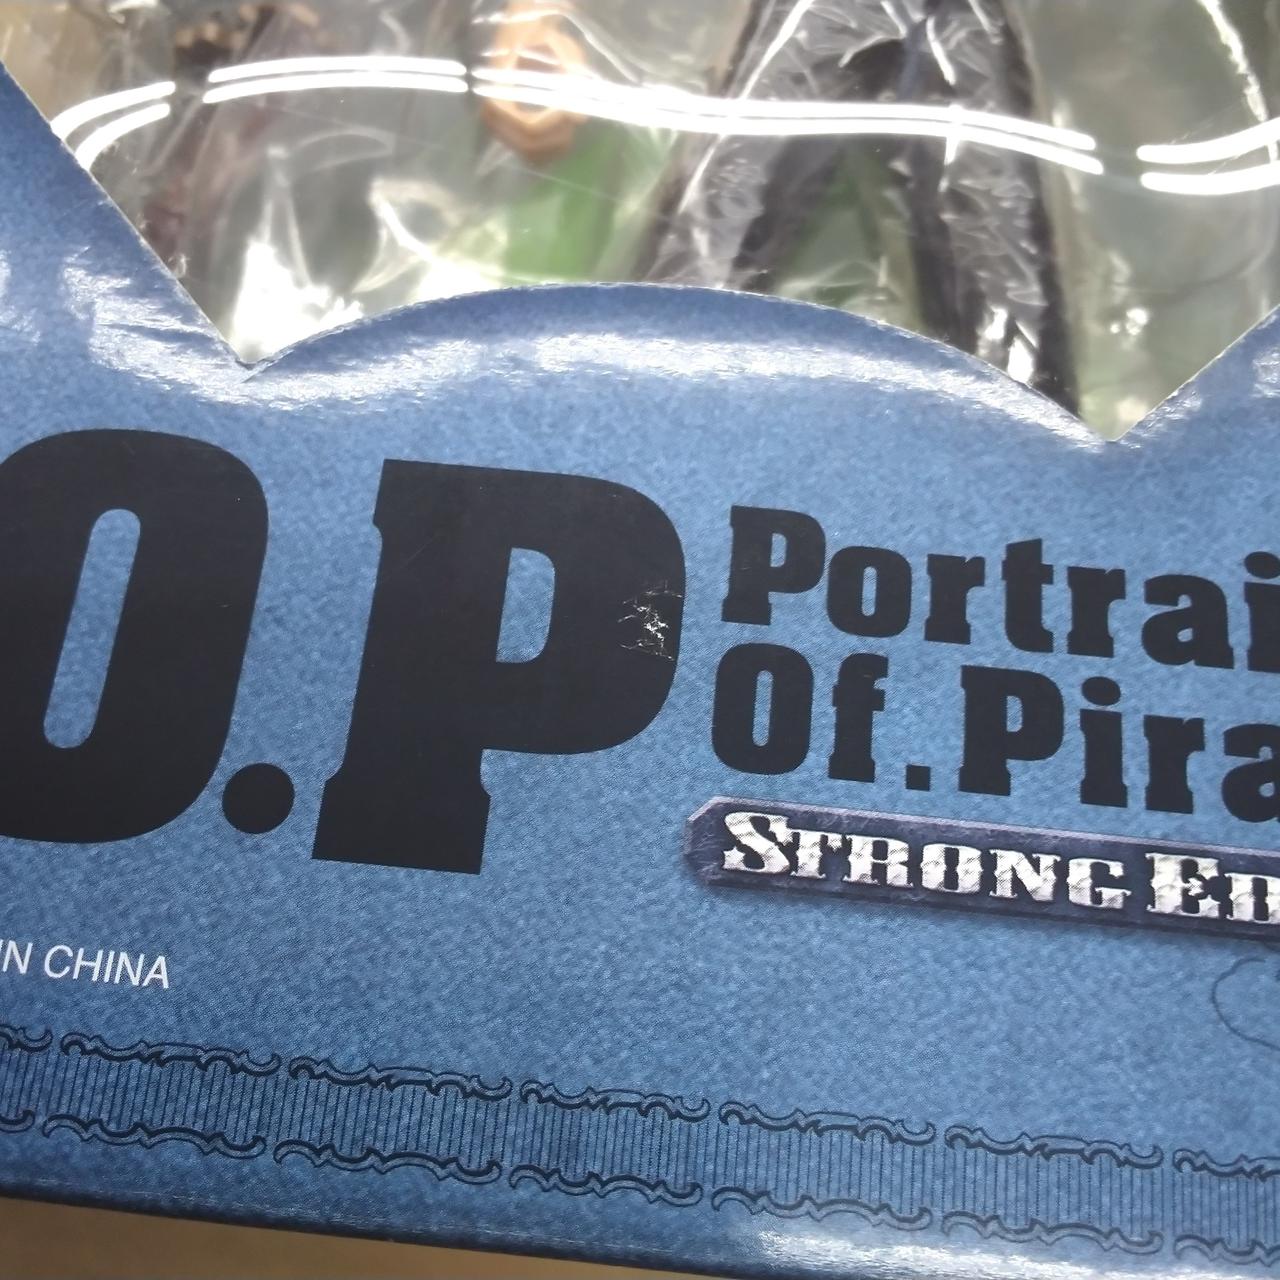 O.P
Portrai
Of.Pira
STRONG ED
IN CHINA